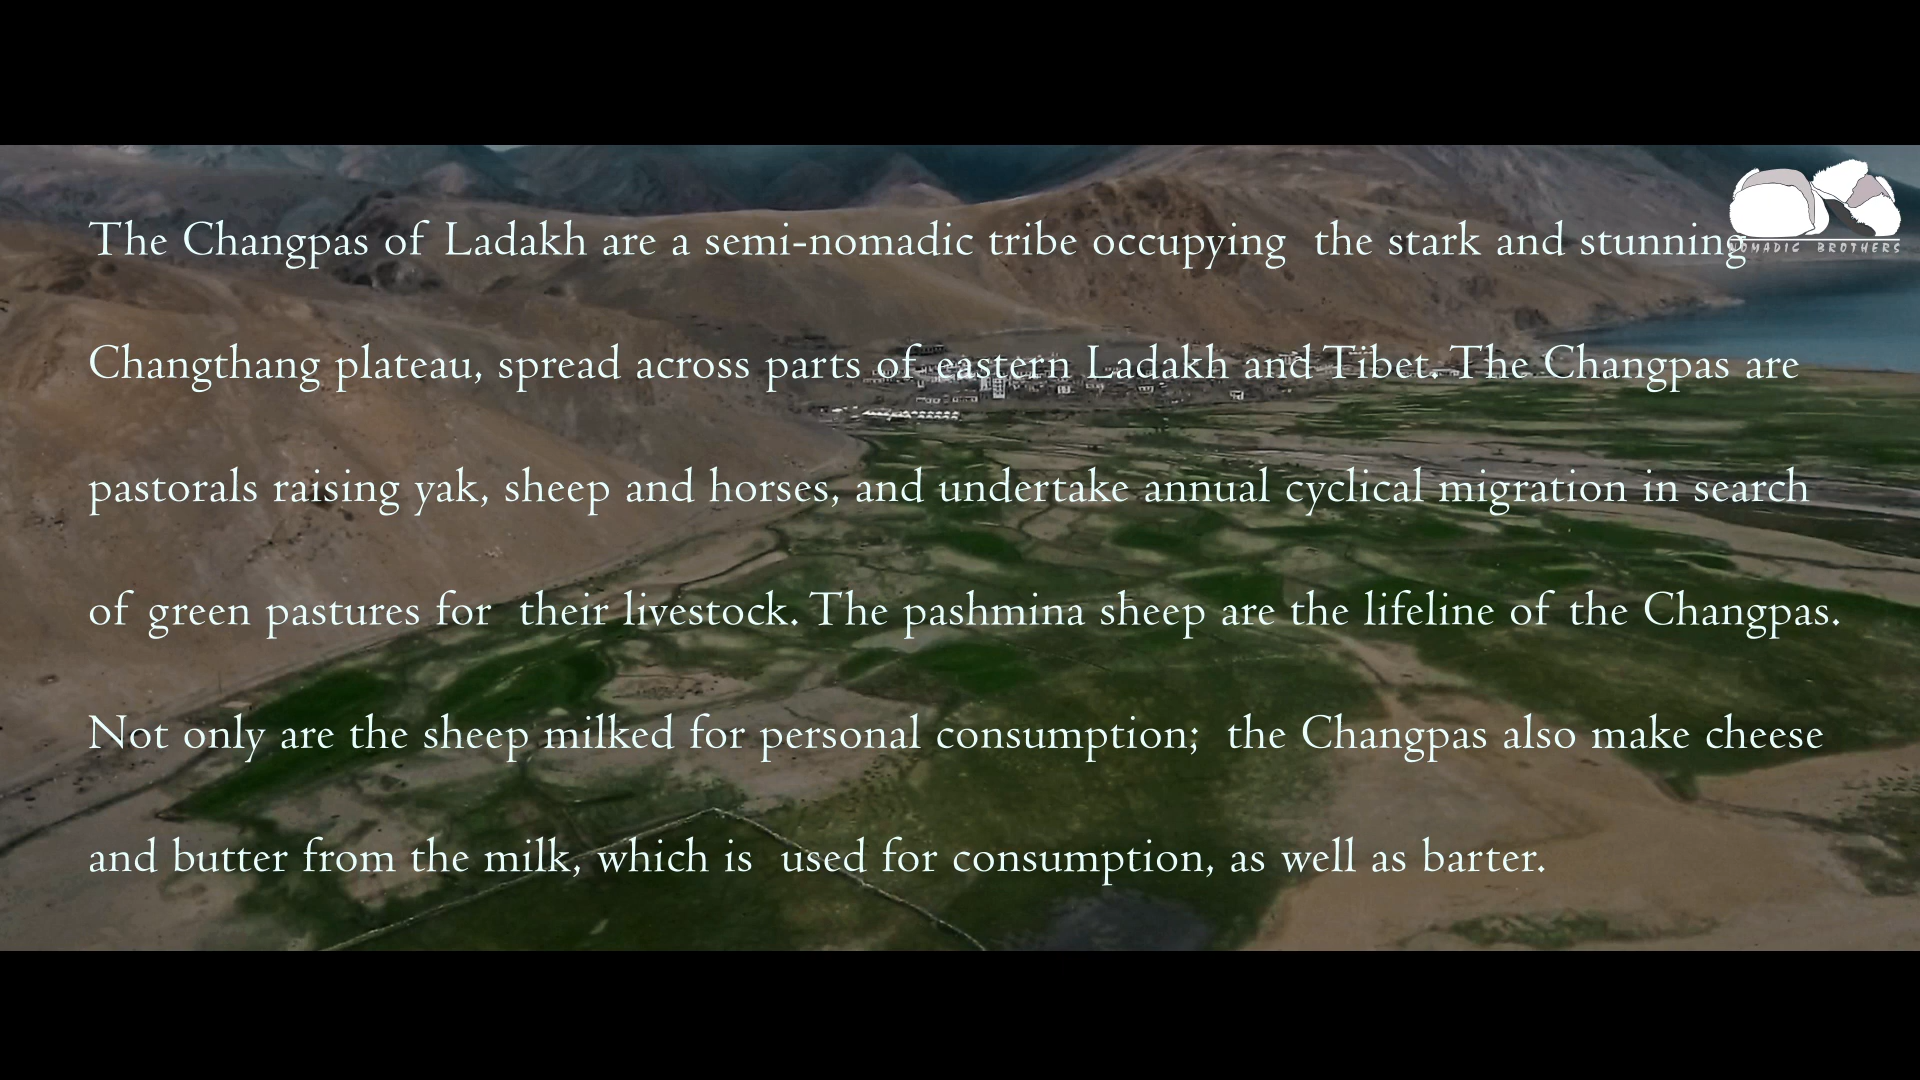 The Changpas of Ladakh are a semi-nomadic tribe occupying the stark and stunning
NOMADIC BROTHERS
Changthang plateau, spread across parts of eastern Ladakh and Tibet. The Changpas are
pastorals raising yak, sheep and horses, and undertake annual cyclical migration in search
of green pastures for their livestock. The pashmina sheep are the lifeline of the Changpas.
Not only are the sheep milked for personal consumption; the Changpas also make cheese
and butter from the milk, which is used for consumption, as well as barter.